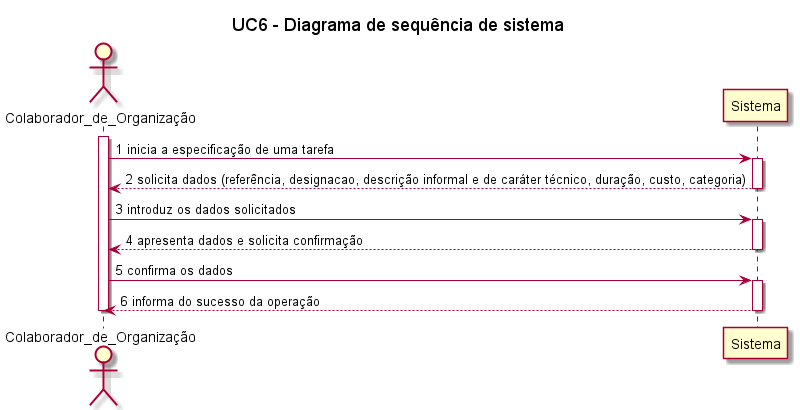 UC6 - Diagrama de sequência de sistema
Colaborador_de_Organização
Sistema
1 inicia a especificação de uma tarefa
2 solicita dados (referência, designacao, descrição informal e de caráter técnico, duração, custo, categoria)
3 introduz os dados solicitados
4 apresenta dados e solicita confirmação
5 confirma os dados
6 informa do sucesso da operação
Colaborador_de_Organização
Sistema